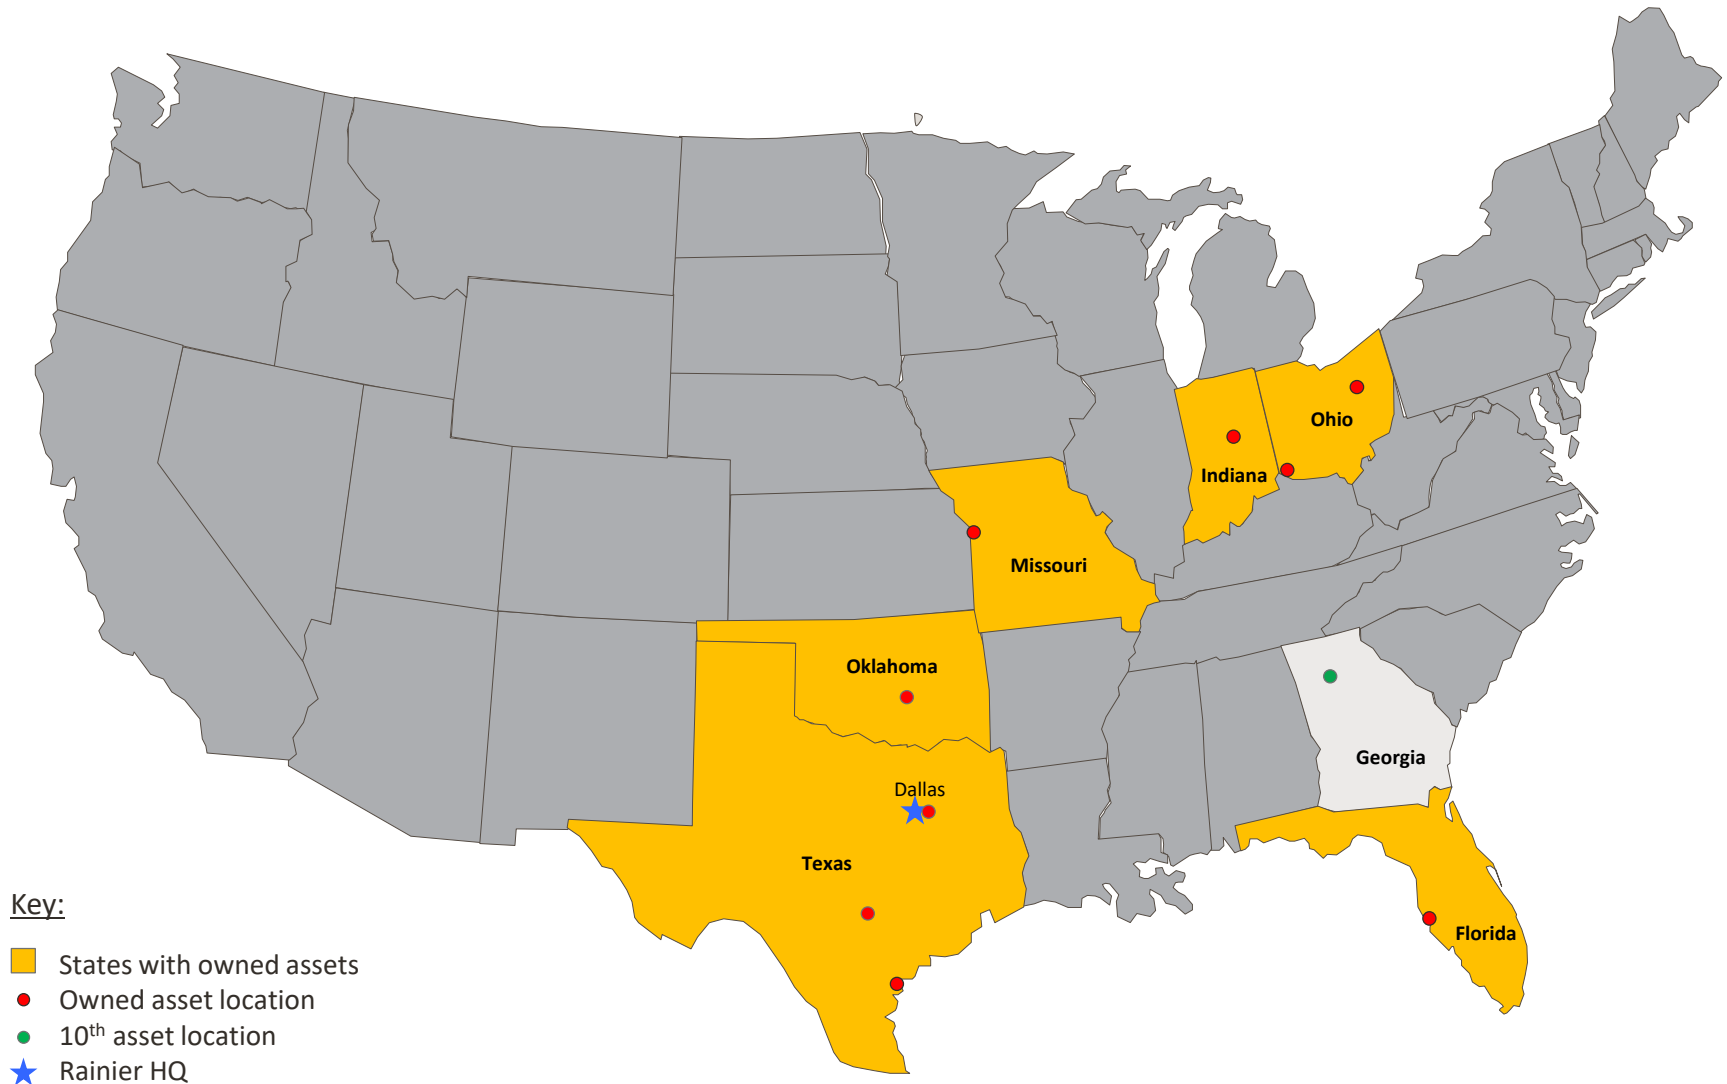 Ohio
Indiana
Missouri
Oklahoma
Georgia
Dallas
Texas
Florida
Key:
States with owned assets
Owned asset location
10th asset location
Rainier HQ